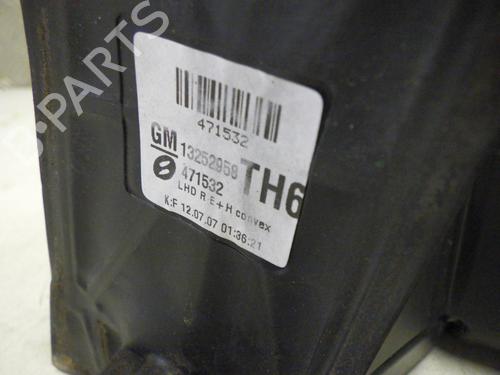 B-PARTS
471532
GM 13252958 TH6
471532
LHD R E+H convex
K:F 12.07.07 01:36:21